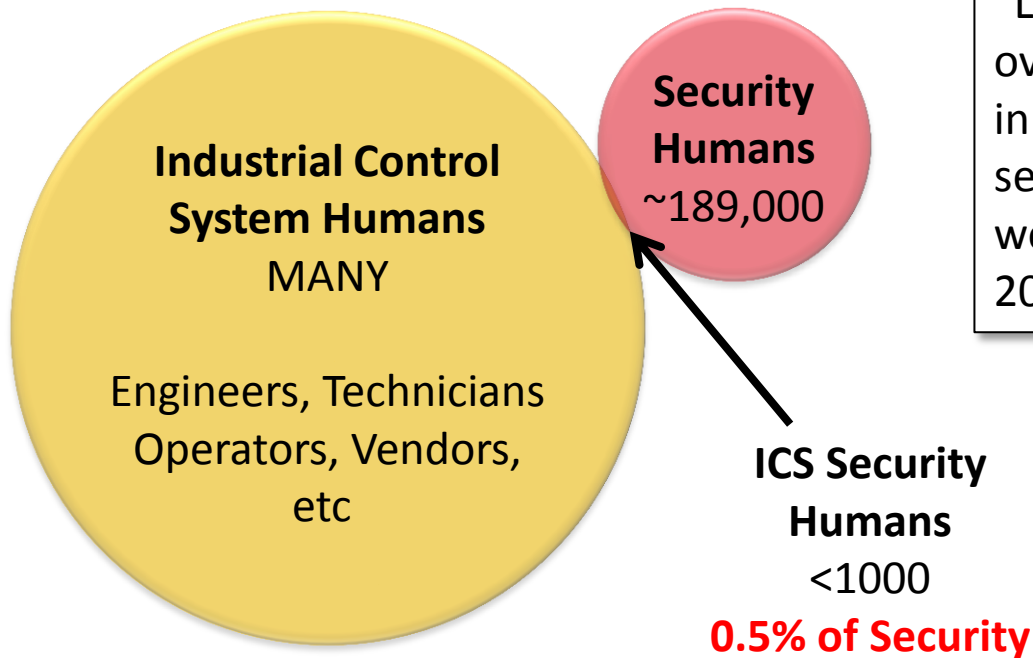 Industrial Control
System Humans
MANY
Engineers, Technicians
Operators, Vendors,
etc
Security
Humans
~189,000
in
ICS Security
Humans
<1000
0.5% of Security